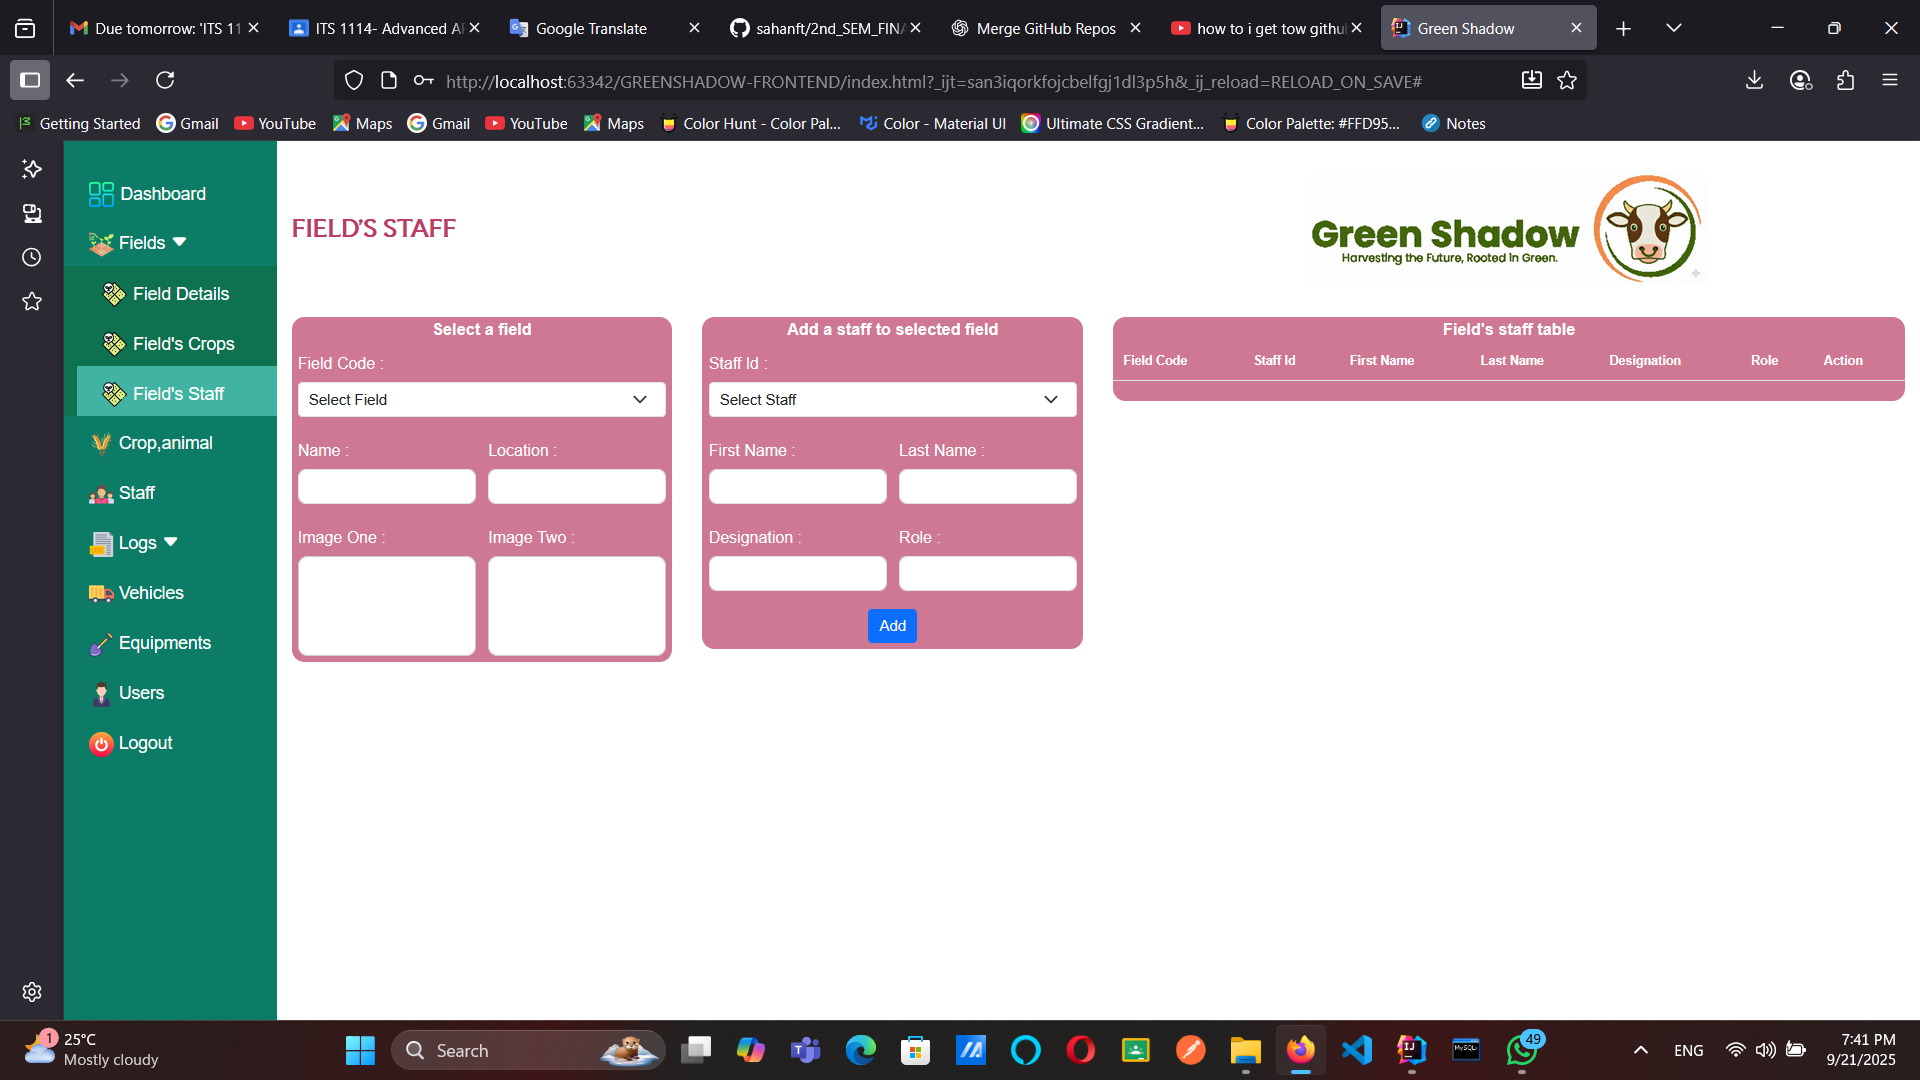 Due tomorrow: 'ITS 11
ITS 1114- Advanced A
Google Translate
sahanft/2nd_SEM_FINA
Merge GitHub Repos
how to i get tow githu
Green Shadow
http://localhost:63342/GREENSHADOW-FRONTEND/index.html?_ijt=san3iqorkfojcbelfgj1dl3p5h&_ij_reload=RELOAD_ON_SAVE#
Getting Started
Gmail
YouTube
Maps
Gmail
YouTube
Maps
Color Hunt - Color Pal...
Color - Material UI
Ultimate CSS Gradient...
Color Palette: #FFD95...
Notes
Dashboard
Fields
Field Details
Field's Crops
Field's Staff
Crop,animal
Staff
Logs
Vehicles
Equipments
Users
Logout
FIELD’S STAFF
Green Shadow
Harvesting the Future, Rooted in Green.
Select a field
Field Code :
Select Field
Name :
Location :
Image One :
Image Two :
Add a staff to selected field
Staff Id :
Select Staff
First Name :
Last Name :
Designation :
Role :
Add
Field's staff table
Field Code
Staff Id
First Name
Last Name
Designation
Role
Action
1
25°C
Mostly cloudy
Search
MySQL
49
ENG
7:41 PM
9/21/2025